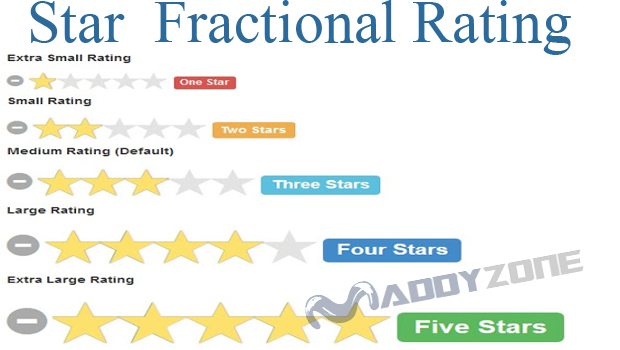 Star Fractional Rating
Extra Small Rating
One Star
Small Rating
Two Stars
Medium Rating (Default)
Three Stars
Large Rating
Four Stars
Extra Large Rating
Five Stars
MADDYZONE